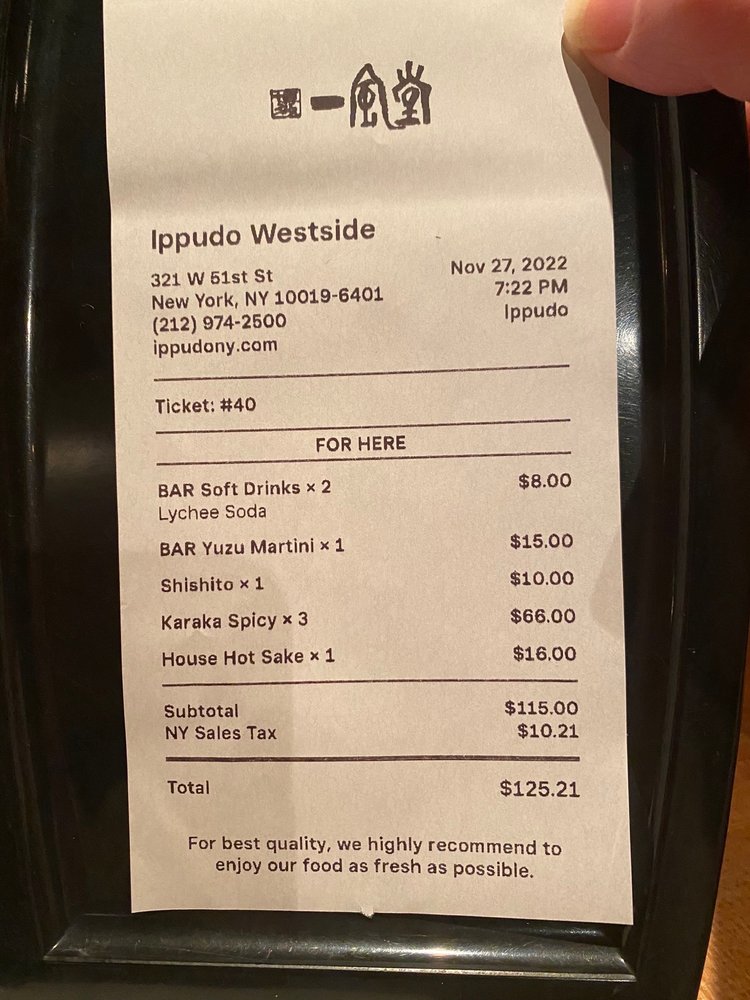 一風堂
Ippudo Westside
321 W 51st St
New York, NY 10019-6401
(212) 974-2500
ippudony.com
Nov 27, 2022
7:22 PM
Ippudo
Ticket: #40
FOR HERE
BAR Soft Drinks × 2 $8.00
Lychee Soda
BAR Yuzu Martini × 1 $15.00
Shishito × 1 $10.00
Karaka Spicy × 3 $66.00
House Hot Sake × 1 $16.00
Subtotal $115.00
NY Sales Tax $10.21
Total $125.21
For best quality, we highly recommend to
enjoy our food as fresh as possible.